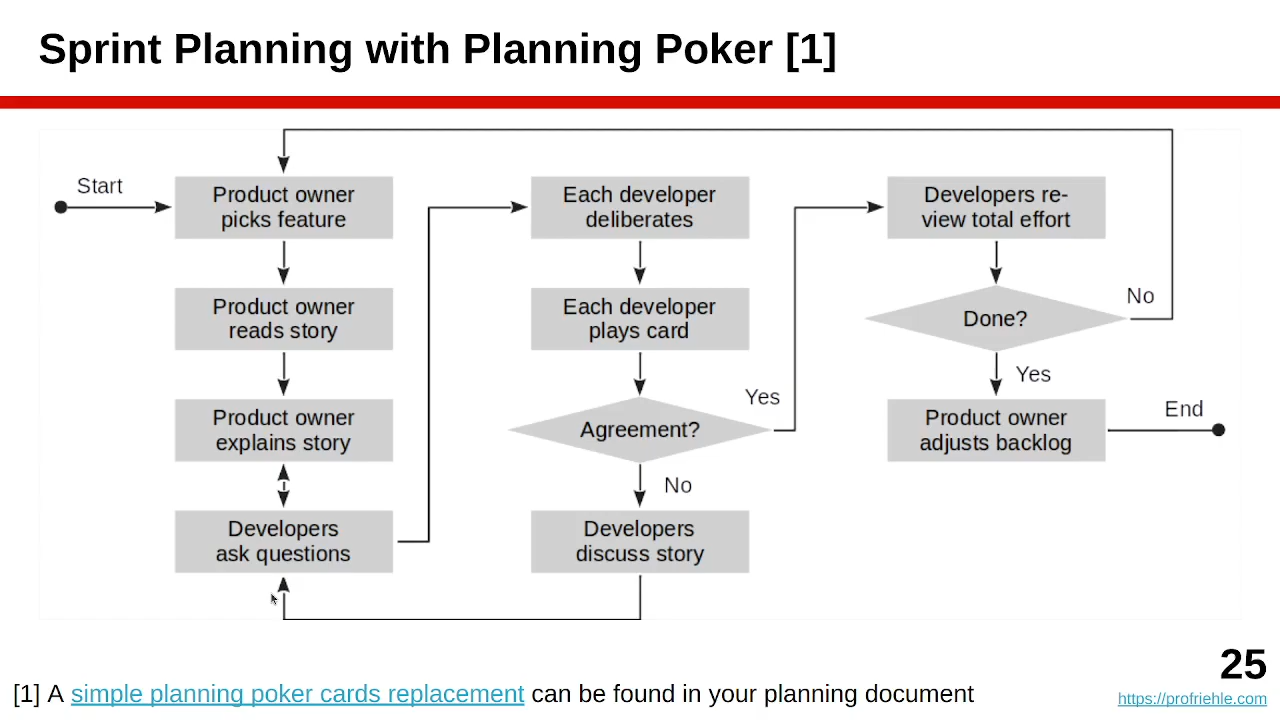 Sprint Planning with Planning Poker [1]
Start
Product owner
picks feature
Product owner
reads story
Product owner
explains story
Developers
ask questions
Each developer
deliberates
Each developer
plays card
Agreement?
Yes
No
Developers
discuss story
Developers re-
view total effort
Done?
No
Yes
Product owner
adjusts backlog
End
[1] A simple planning poker cards replacement can be found in your planning document
25
https://profriehle.com